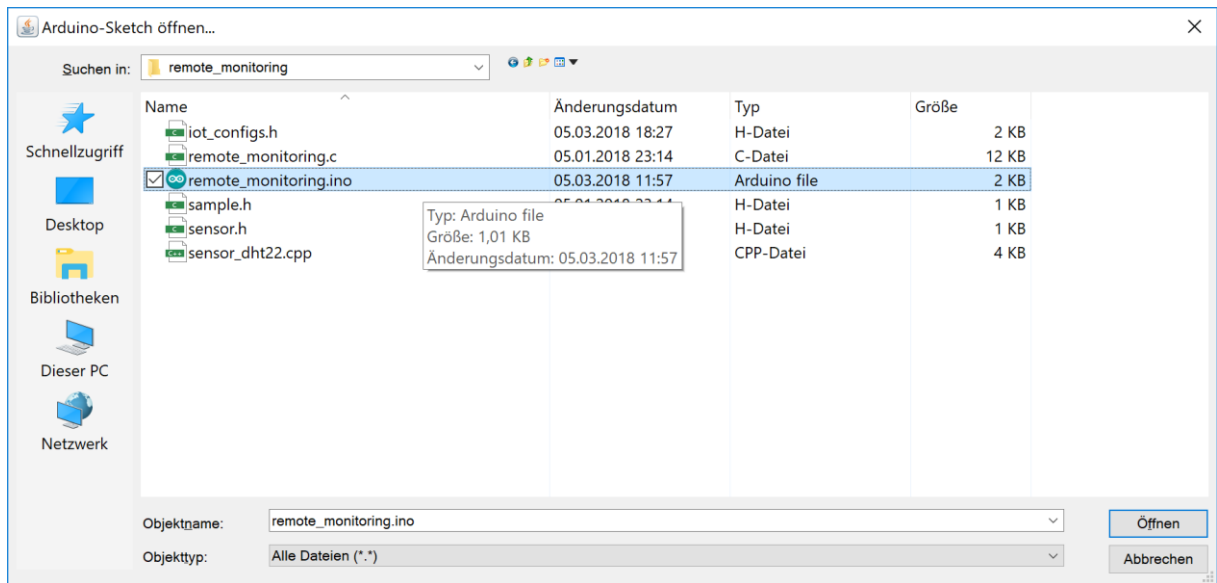 Arduino-Sketch öffnen...
Suchen in: remote_monitoring
Schnellzugriff
Desktop
Bibliotheken
Dieser PC
Netzwerk
Name Änderungsdatum Typ Größe
iot_configs.h 05.03.2018 18:27 H-Datei 2 KB
remote_monitoring.c 05.01.2018 23:14 C-Datei 12 KB
remote_monitoring.ino 05.03.2018 11:57 Arduino file 2 KB
sample.h H-Datei 1 KB
sensor.h H-Datei 1 KB
sensor_dht22.cpp CPP-Datei 4 KB
Typ: Arduino file
Größe: 1,01 KB
Änderungsdatum: 05.03.2018 11:57
Objektname: remote_monitoring.ino
Öffnen
Objekttyp: Alle Dateien (*.*)
Abbrechen